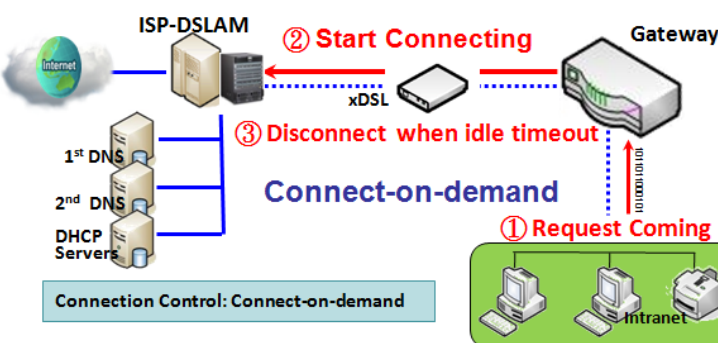 ISP-DSLAM
② Start Connecting
Gateway
Internet
xDSL
③ Disconnect when idle timeout
1st DNS
101101000101
2nd DNS
Connect-on-demand
① Request Coming
DHCP
Servers
Connection Control: Connect-on-demand
Intranet